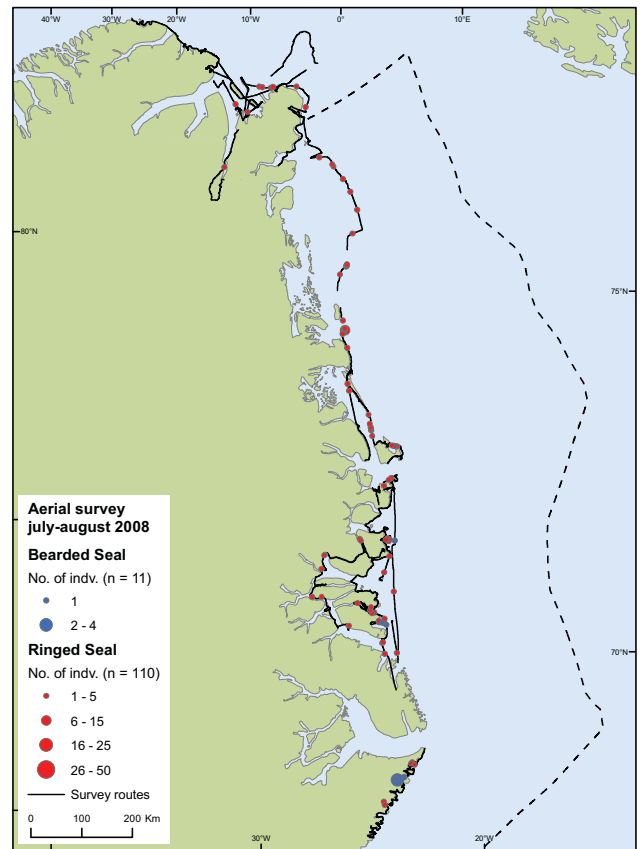 40°W 30°W 20°W 10°W 0° 10°E
80°N
75°N
Aerial survey
july-august 2008
Bearded Seal
No. of indv. (n = 11)
1
2 - 4
Ringed Seal
No. of indv. (n = 110)
1 - 5
6 - 15
16 - 25
26 - 50
Survey routes
0 100 200 Km
70°N
30°W 20°W